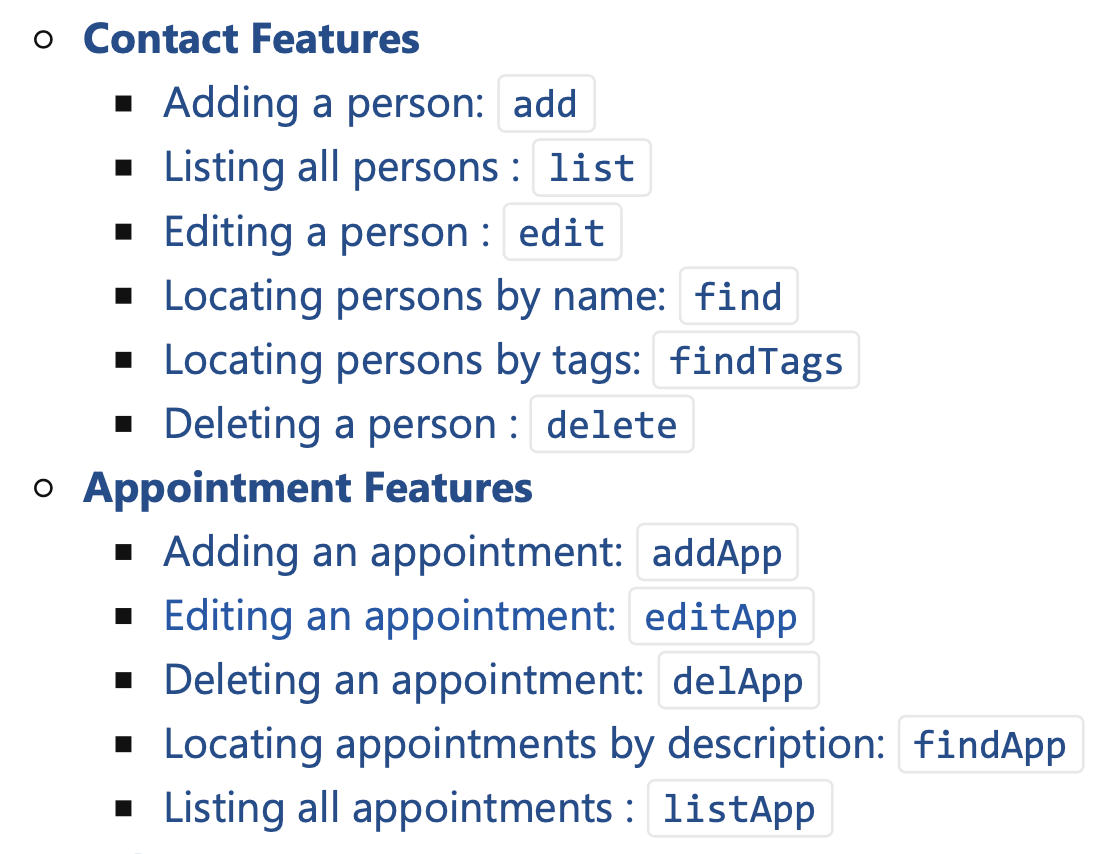 Contact Features
Adding a person: add
Listing all persons : list
Editing a person : edit
Locating persons by name: find
Locating persons by tags: findTags
Deleting a person : delete
Appointment Features
Adding an appointment: addApp
Editing an appointment: editApp
Deleting an appointment: delApp
Locating appointments by description: findApp
Listing all appointments : listApp